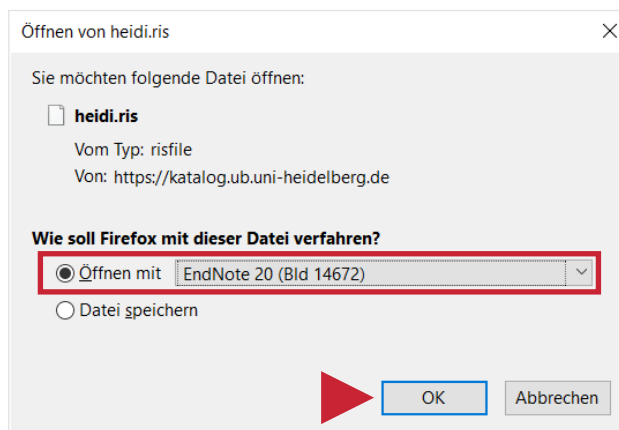 Öffnen von heidi.ris
Sie möchten folgende Datei öffnen:
heidi.ris
Vom Typ: risfile
Von: https://katalog.ub.uni-heidelberg.de
Wie soll Firefox mit dieser Datei verfahren?
Öffnen mit EndNote 20 (Bld 14672)
Datei speichern
OK Abbrechen